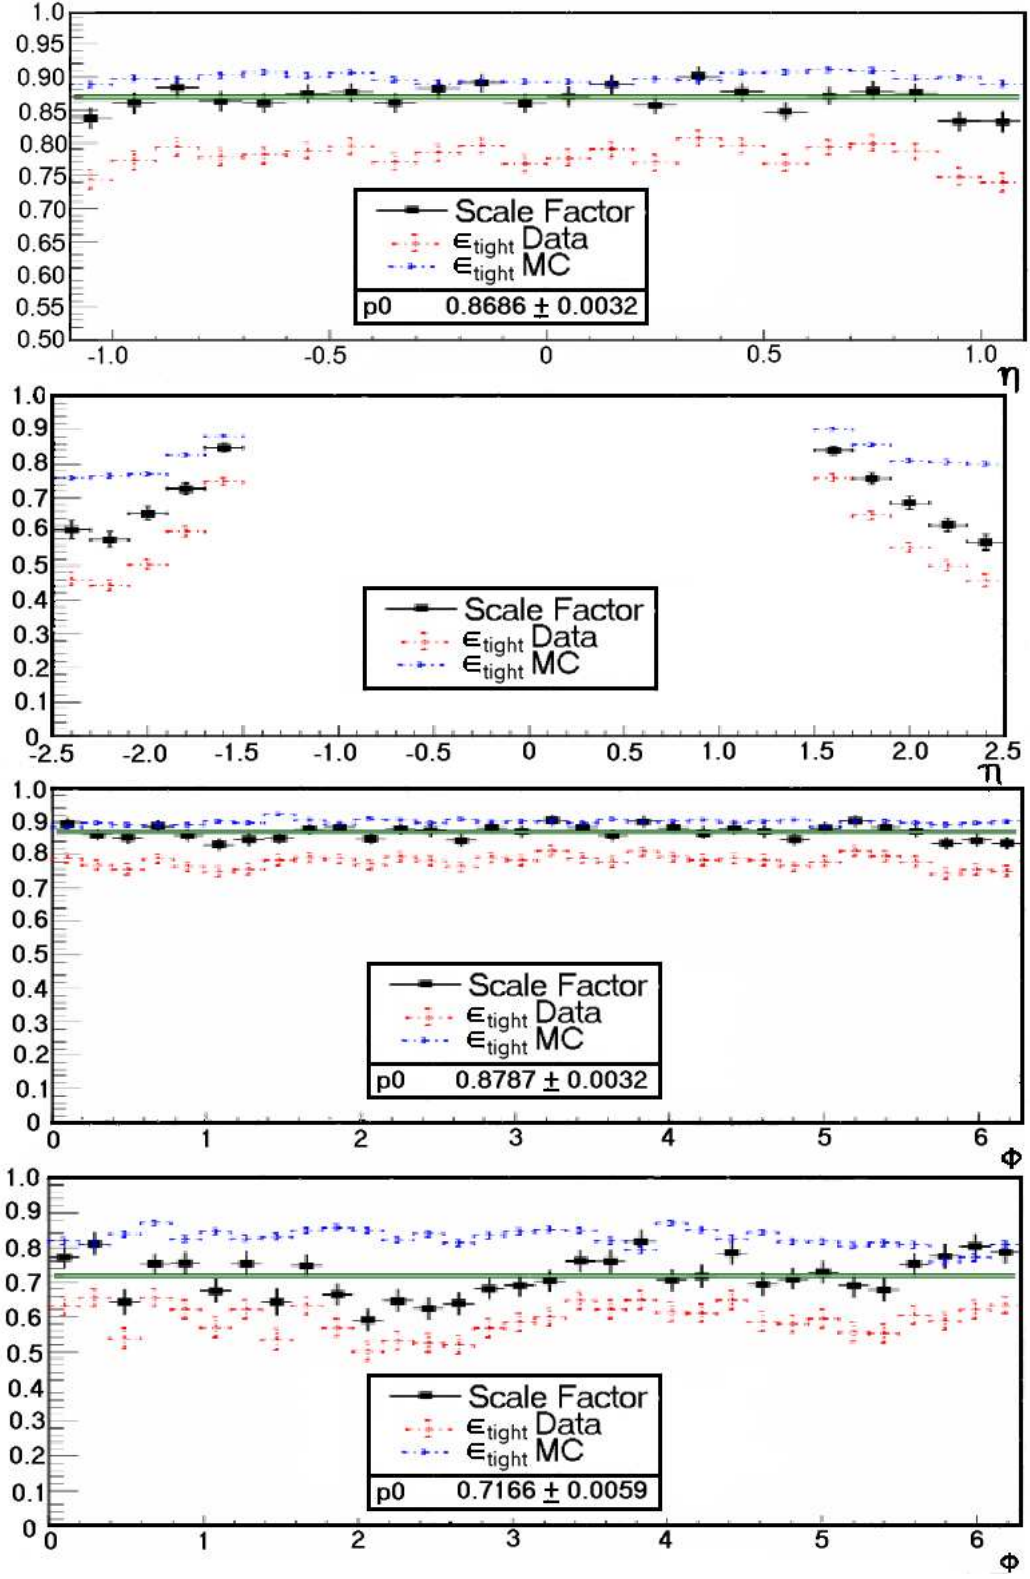 1.0
0.95
0.90
0.85
0.80
0.75
0.70
0.65
0.60
0.55
0.50
Scale Factor
∈tight Data
∈tight MC
p0 0.8686 ± 0.0032
-1.0 -0.5 0 0.5 1.0
η
1.0
0.9
0.8
0.7
0.6
0.5
0.4
0.3
0.2
0.1
0
Scale Factor
∈tight Data
∈tight MC
-2.5 -2.0 -1.5 -1.0 -0.5 0 0.5 1.0 1.5 2.0 2.5
η
1.0
0.9
0.8
0.7
0.6
0.5
0.4
0.3
0.2
0.1
0
Scale Factor
∈tight Data
∈tight MC
p0 0.8787 ± 0.0032
0 1 2 3 4 5 6
Φ
1.0
0.9
0.8
0.7
0.6
0.5
0.4
0.3
0.2
0.1
0
Scale Factor
∈tight Data
∈tight MC
p0 0.7166 ± 0.0059
0 1 2 3 4 5 6
Φ